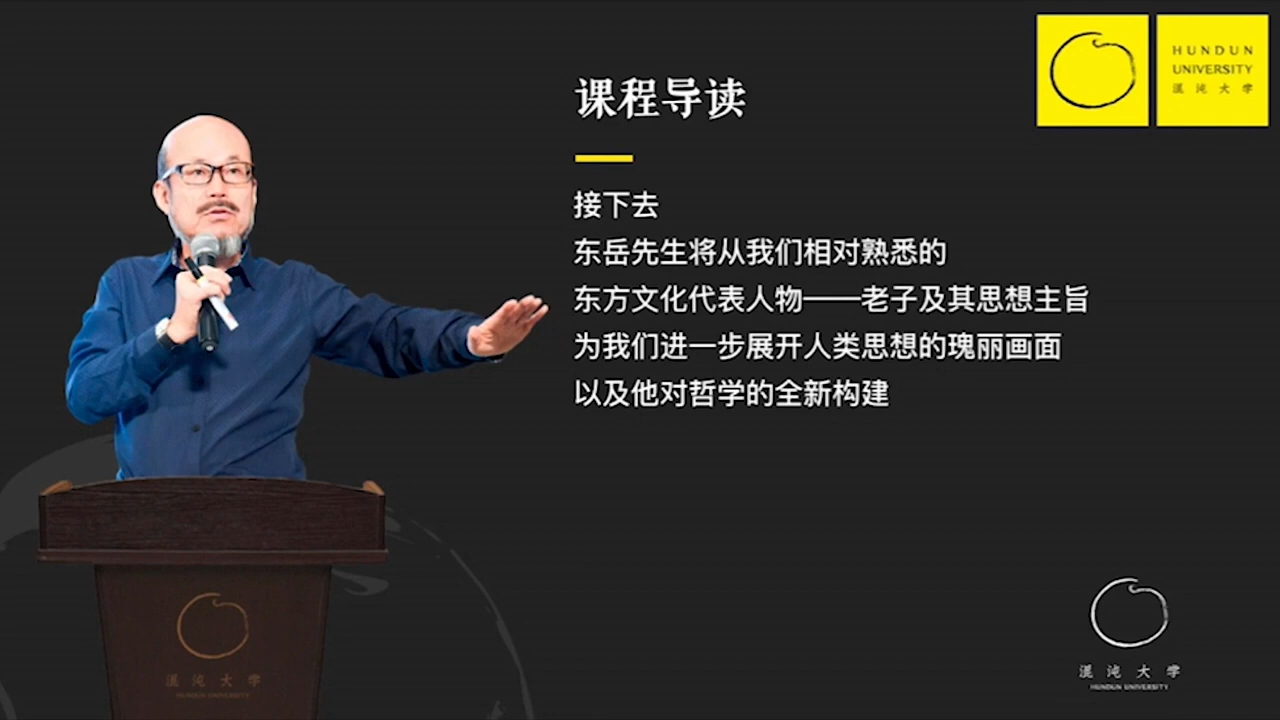 课程导读
接下去
东岳先生将从我们相对熟悉的
东方文化代表人物——老子及其思想主旨
为我们进一步展开人类思想的瑰丽画面
以及他对哲学的全新构建
HUNDUN
UNIVERSITY
混沌大学
混沌大学
HUNDUN UNIVERSITY
混沌大学
HUNDUN UNIVERSITY